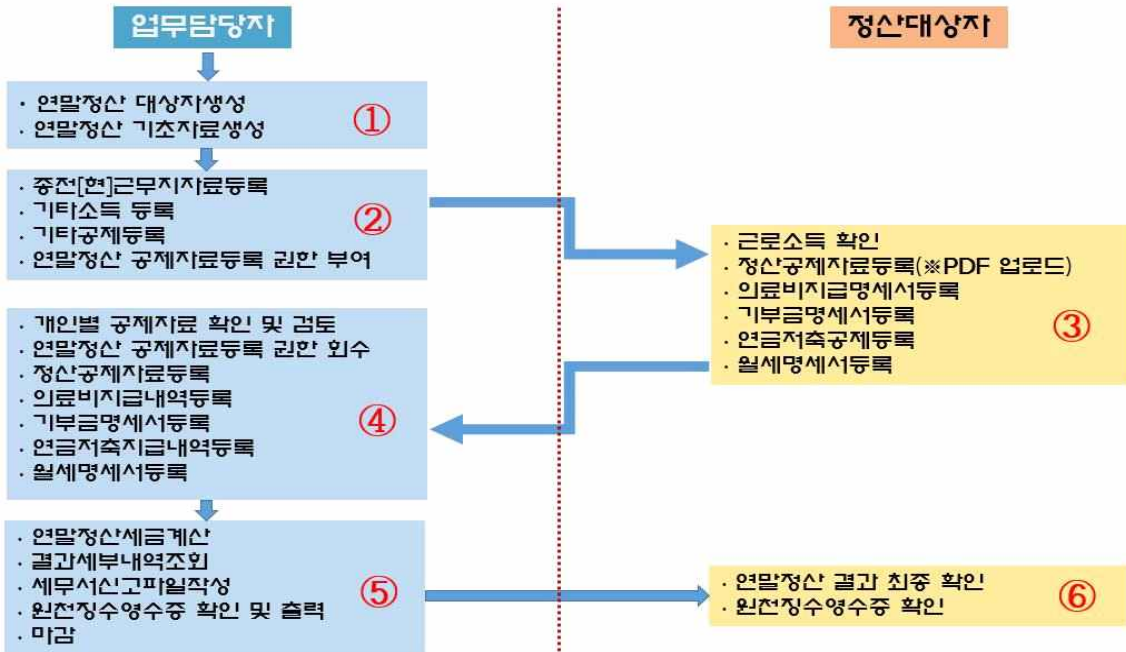 업무담당자
정산대상자
· 연말정산 대상자생성
· 연말정산 기초자료생성
①
· 종전[현]근무지자료등록
· 기타소득 등록
· 기타공제등록
· 연말정산 공제자료등록 권한 부여
②
· 근로소득 확인
· 정산공제자료등록(※PDF 업로드)
· 의료비지급명세서등록
· 기부금명세서등록
· 연금저축공제등록
· 월세명세서등록
③
· 개인별 공제자료 확인 및 검토
· 연말정산 공제자료등록 권한 회수
· 정산공제자료등록
· 의료비지급내역등록
· 기부금명세서등록
· 연금저축지급내역등록
· 월세명세서등록
④
· 연말정산세금계산
· 결과세부내역조회
· 세무서신고파일작성
· 원천징수영수증 확인 및 출력
· 마감
⑤
· 연말정산 결과 최종 확인
· 원천징수영수증 확인
⑥